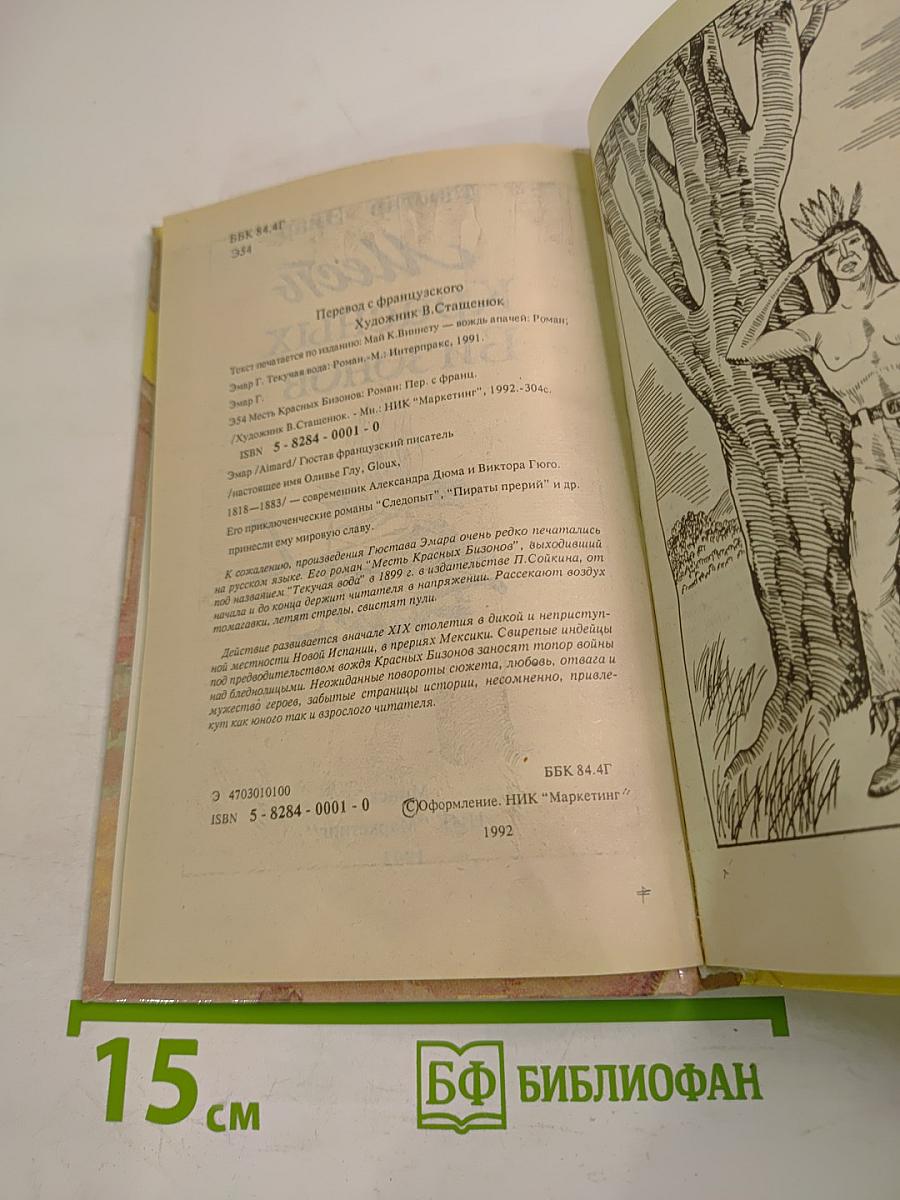 ББК 84.4Г
Э54
Перевод с французского
Художник В.Стащенюк
Текст печатается по изданию: Май К.Виннету — вождь апачей: Роман;
Эмар Г. Текучая вода: Роман.-М.: Интерпракс, 1991.
Эмар Г.
Э54 Месть Красных Бизонов: Роман: Пер. с франц.
/Художник В.Сташенюк. - Мн.: НИК "Маркетинг", 1992.-304с.
ISBN 5 - 8284 - 0001 - 0
Эмар /Aimard/ Гюстав французский писатель
/настоящее имя Оливье Глу, Gloux,
1818—1883/ — современник Александра Дюма и Виктора Гюго.
Его приключенческие романы "Следопыт", "Пираты прерий" и др.
принесли ему мировую славу.
К сожалению, произведения Гюстава Эмара очень редко печатались
на русском языке. Его роман "Месть Красных Бизонов", выходивший
под названием "Текучая вода" в 1899 г. в издательстве П.Сойкина, от
начала и до конца держит читателя в напряжении. Рассекают воздух
томагавки, летят стрелы, свистят пули.
Действие развивается вначале XIX столетия в дикой и неприступ-
ной местности Новой Испании, в прериях Мексики. Свирепые индейцы
под предводительством вождя Красных Бизонов заносят топор войны
над бледнолицыми. Неожиданные повороты сюжета, любовь, отвага и
мужество героев, забытые страницы истории, несомненно, привле-
кут как юного так и взрослого читателя.
Э 4703010100
ББК 84.4Г
ISBN 5 - 8284 - 0001 - 0
©Оформление. НИК "Маркетинг"
1992
15 см
БФ БИБЛИОФАН